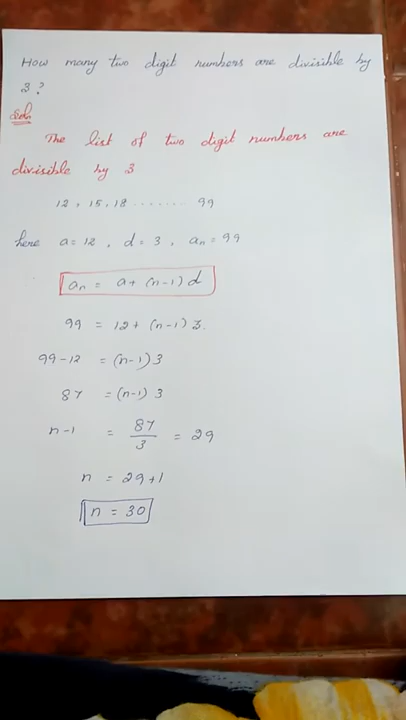 How many two digit numbers are divisible by
3?
Soln
The list of two digit numbers are
divisible by 3
12, 15, 18 ........ 99
here a = 12, d = 3, an = 99
an = a + (n-1) d
99 = 12 + (n-1) 3.
99-12 = (n-1) 3
87 = (n-1) 3
n-1 = 87/3 = 29
n = 29+1
n = 30